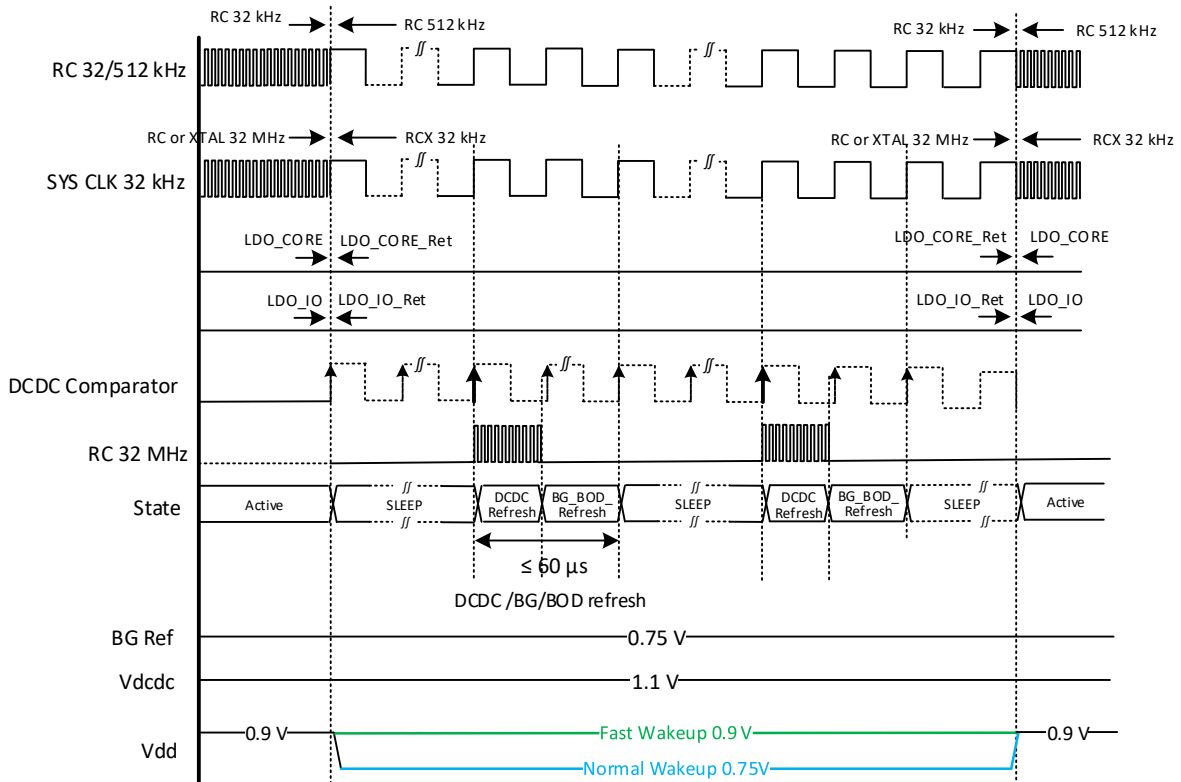 RC 32 kHz
RC 512 kHz
RC 32 kHz
RC 512 kHz
RC 32/512 kHz
RC or XTAL 32 MHz
RCX 32 kHz
RC or XTAL 32 MHz
RCX 32 kHz
SYS CLK 32 kHz
LDO_CORE
LDO_CORE_Ret
LDO_CORE_Ret
LDO_CORE
LDO_IO
LDO_IO_Ret
LDO_IO_Ret
LDO_IO
DCDC Comparator
RC 32 MHz
State
Active
SLEEP
DCDC
Refresh
BG_BOD_
Refresh
SLEEP
DCDC
Refresh
BG_BOD_
Refresh
SLEEP
Active
≤ 60 µs
DCDC /BG/BOD refresh
BG Ref
0.75 V
Vdcdc
1.1 V
Vdd
0.9 V
Fast Wakeup 0.9 V
0.9 V
Normal Wakeup 0.75V